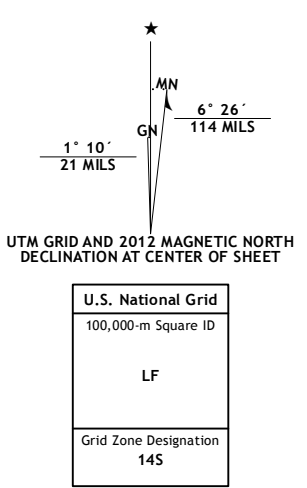 ★
MN
GN
6° 26´
114 MILS
1° 10´
21 MILS
UTM GRID AND 2012 MAGNETIC NORTH
DECLINATION AT CENTER OF SHEET
U.S. National Grid
100,000-m Square ID
LF
Grid Zone Designation
14S